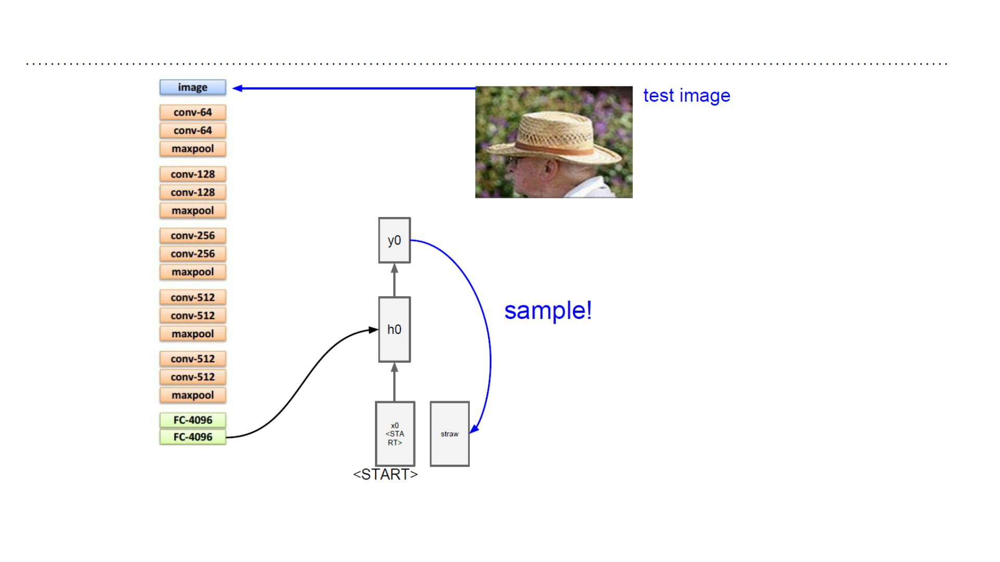 image
test image
conv-64
conv-64
maxpool
conv-128
conv-128
maxpool
conv-256
conv-256
maxpool
conv-512
conv-512
maxpool
conv-512
conv-512
maxpool
FC-4096
FC-4096
y0
h0
sample!
x0
<STA
RT>
straw
<START>